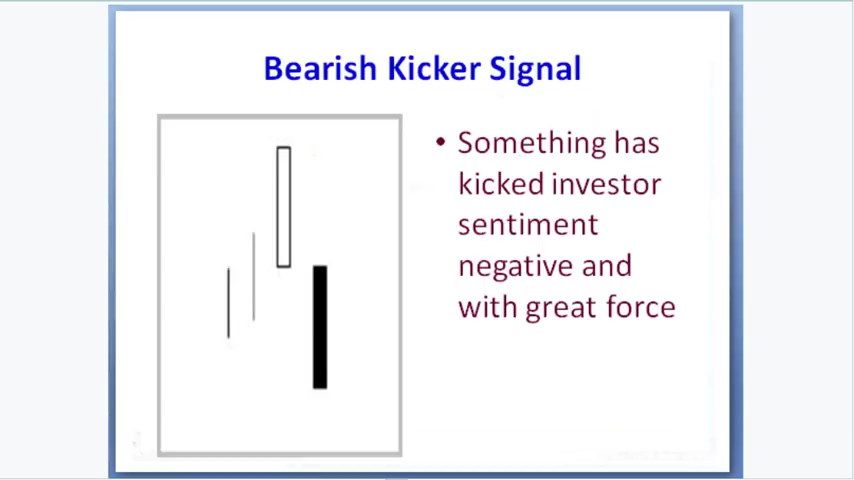 Bearish Kicker Signal
• Something has
kicked investor
sentiment
negative and
with great force